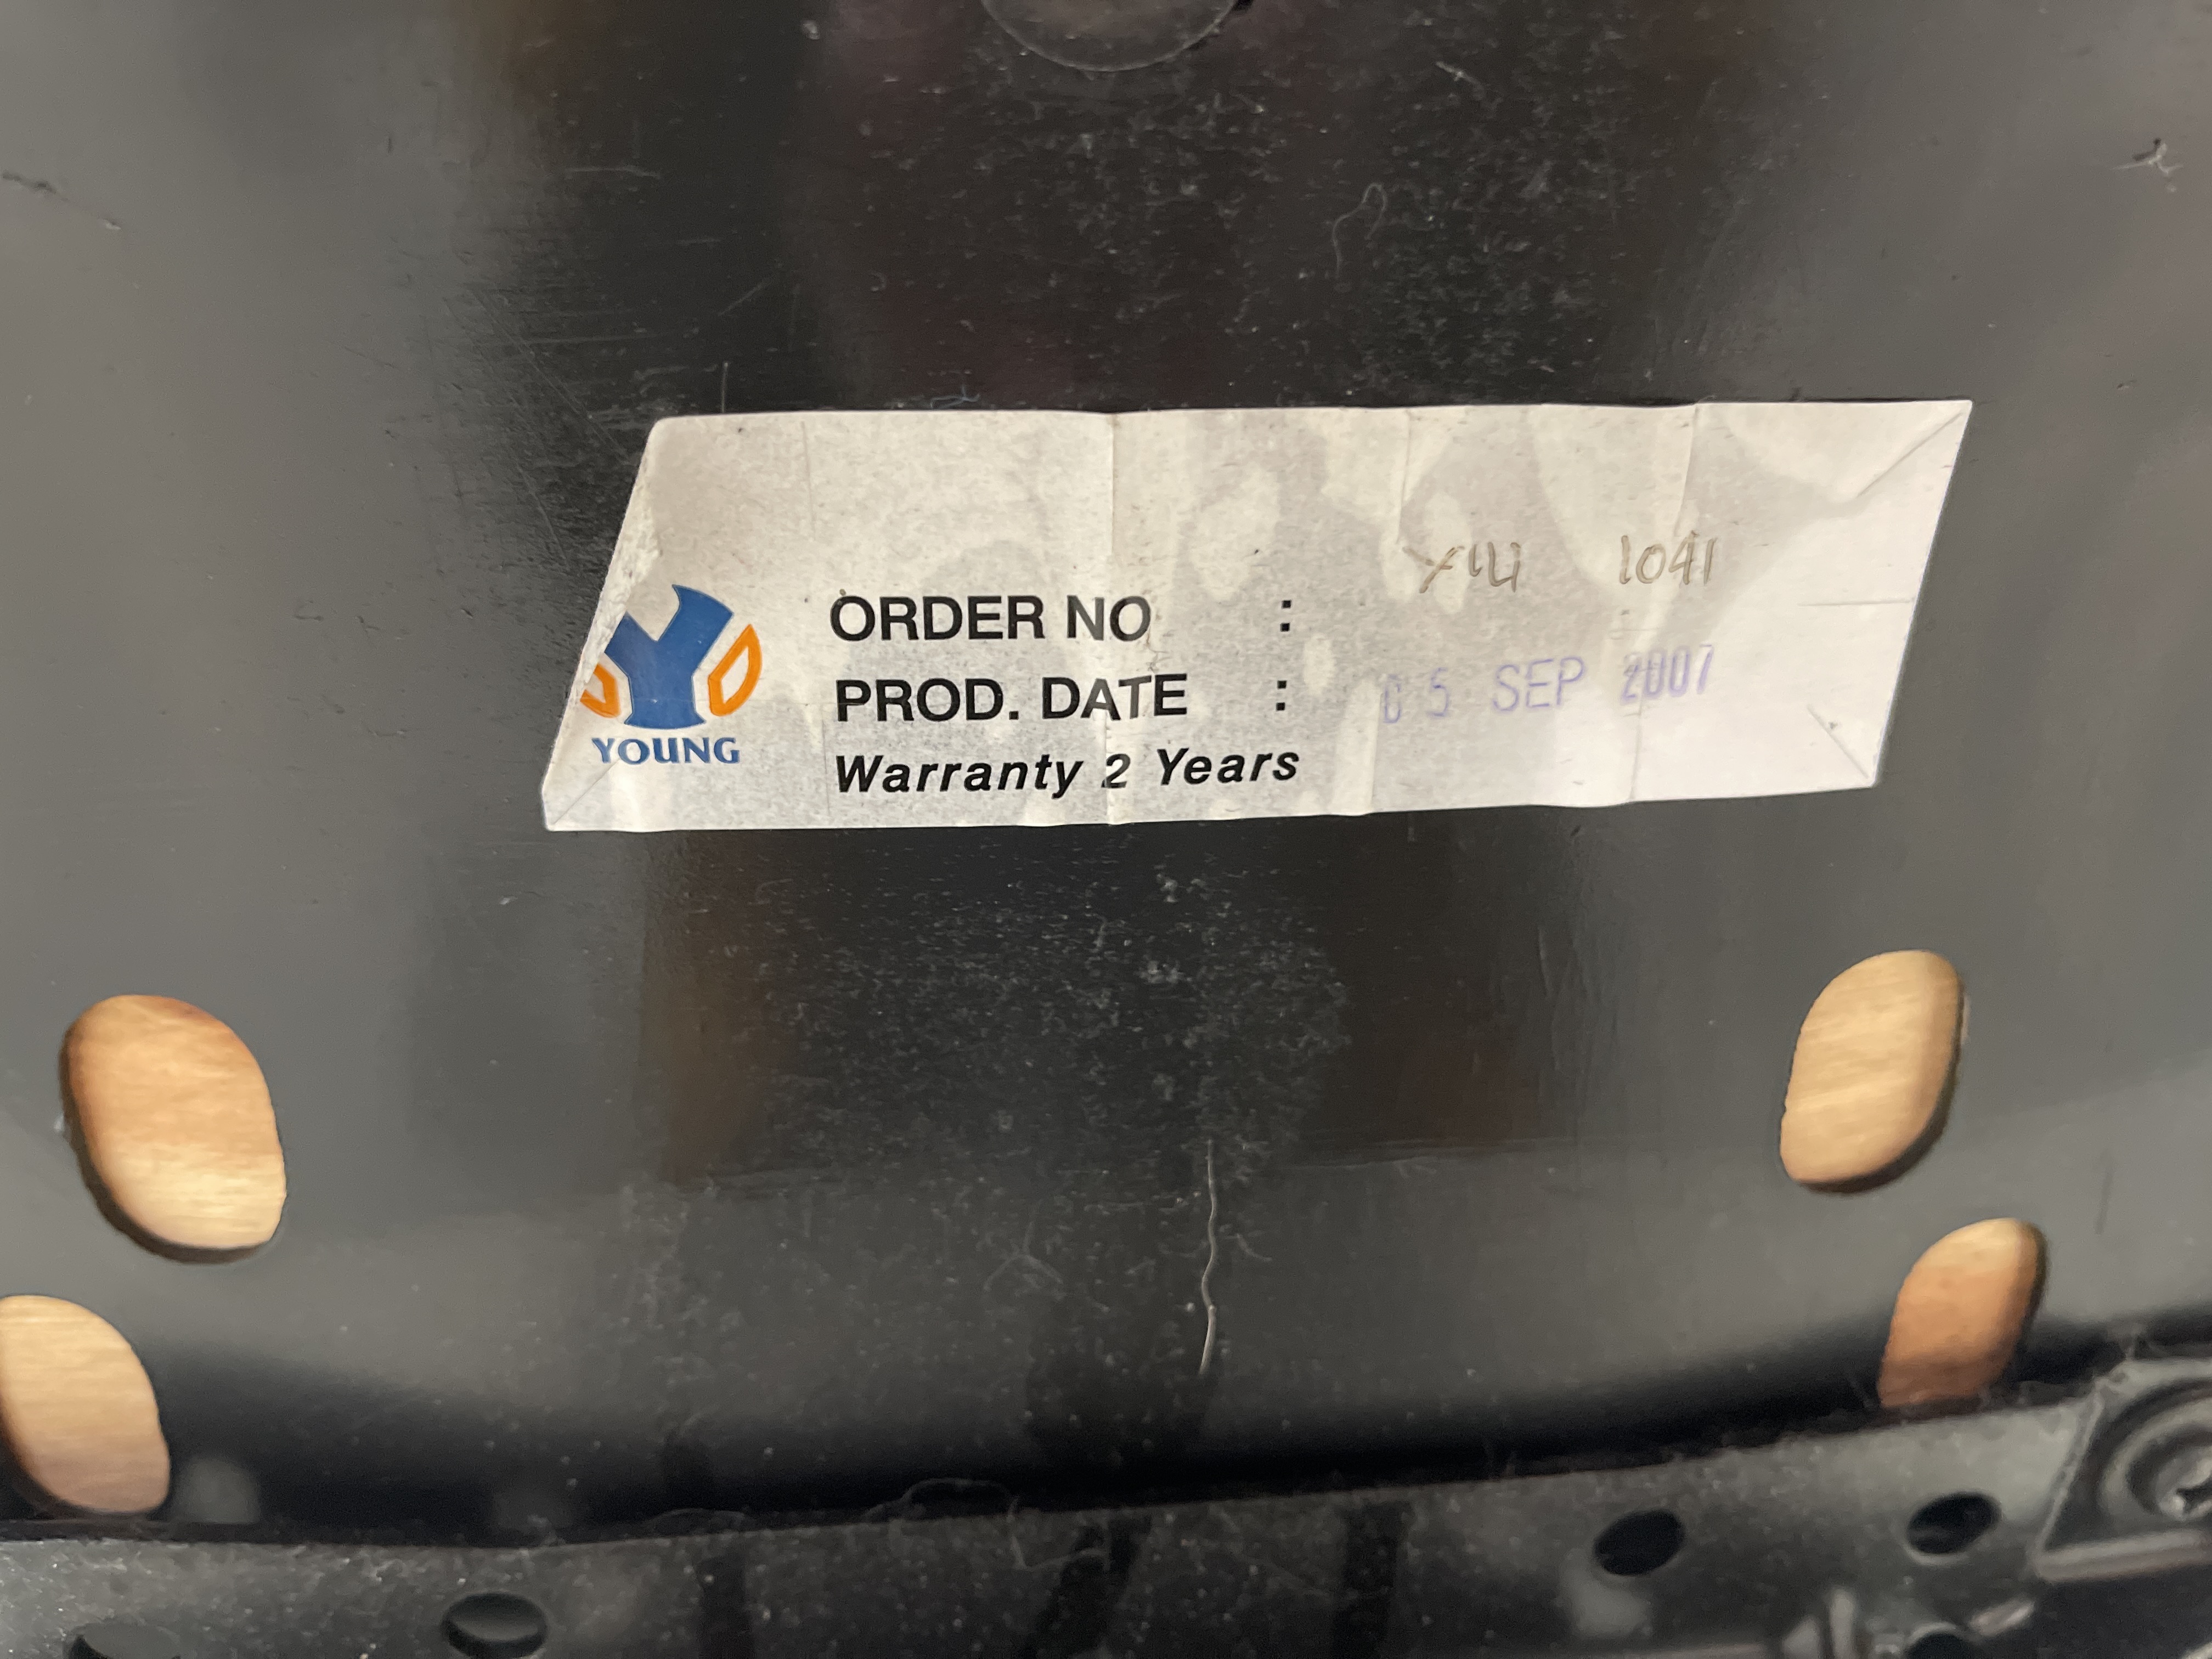 ORDER NO : 1041
PROD. DATE : 05 SEP 2007
YOUNG
Warranty 2 Years